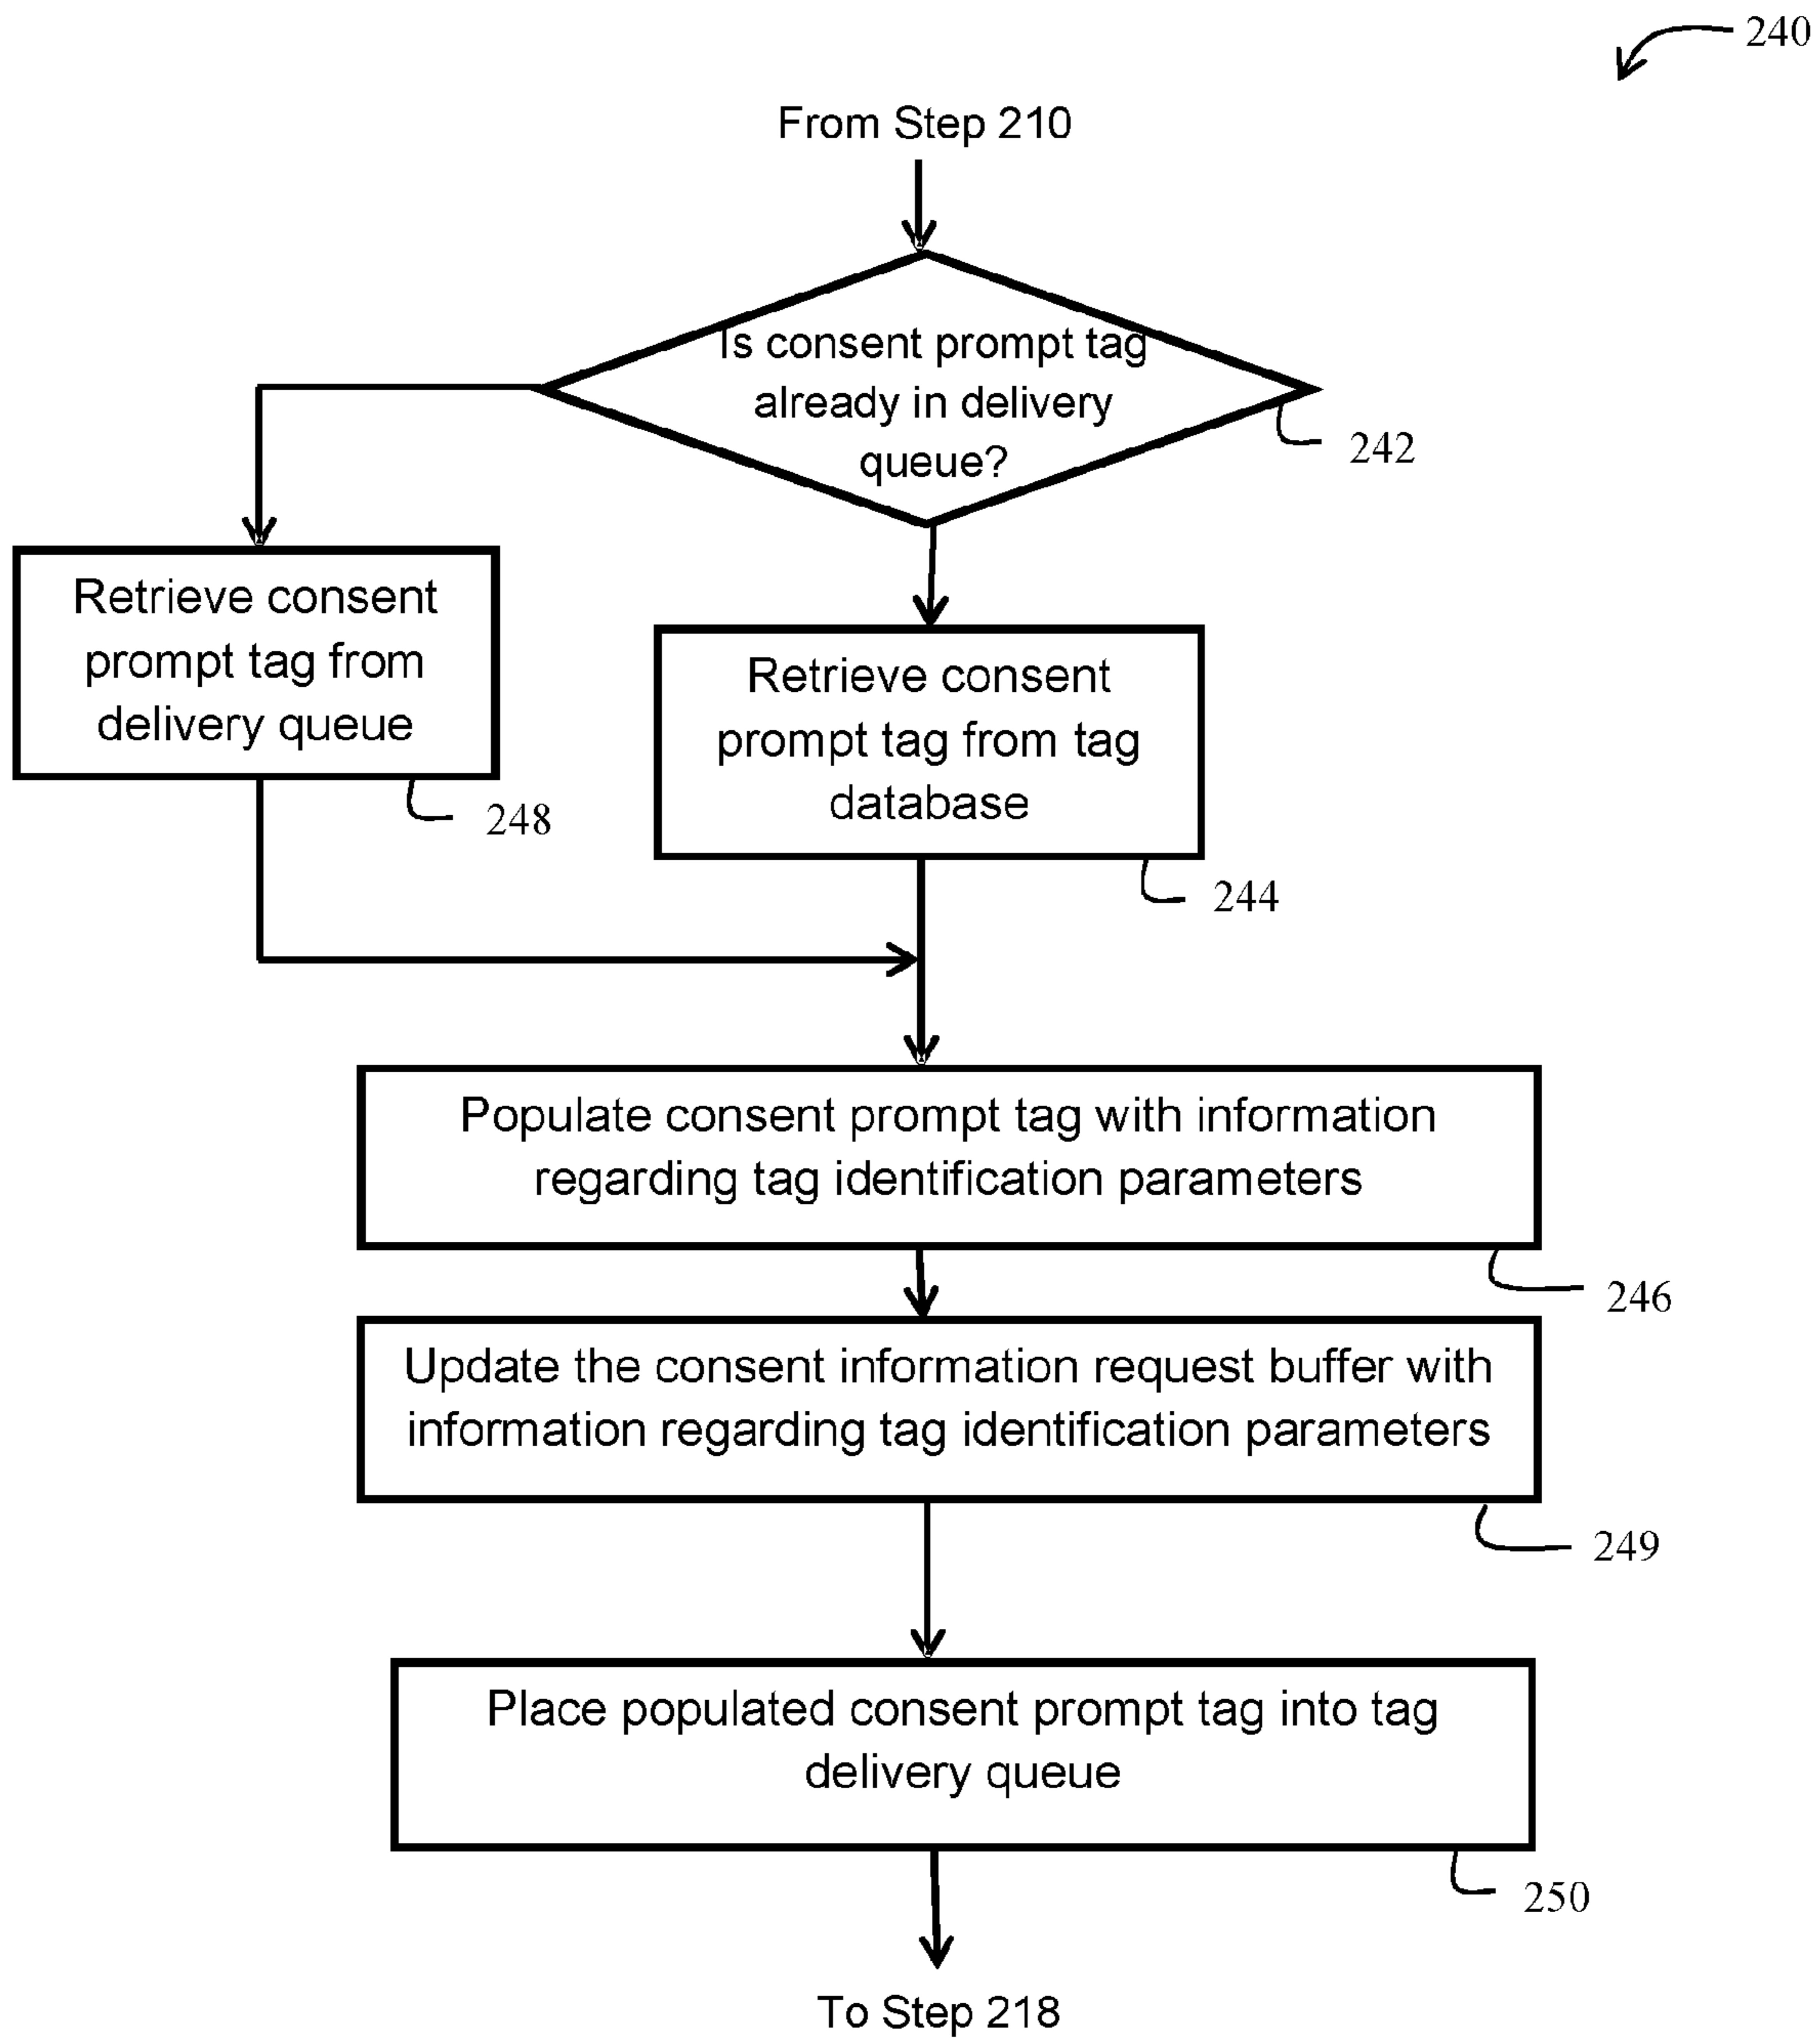 240
From Step 210
Is consent prompt tag
already in delivery
queue?
242
Retrieve consent
prompt tag from
delivery queue
248
Retrieve consent
prompt tag from tag
database
244
Populate consent prompt tag with information
regarding tag identification parameters
246
Update the consent information request buffer with
information regarding tag identification parameters
249
Place populated consent prompt tag into tag
delivery queue
250
To Step 218